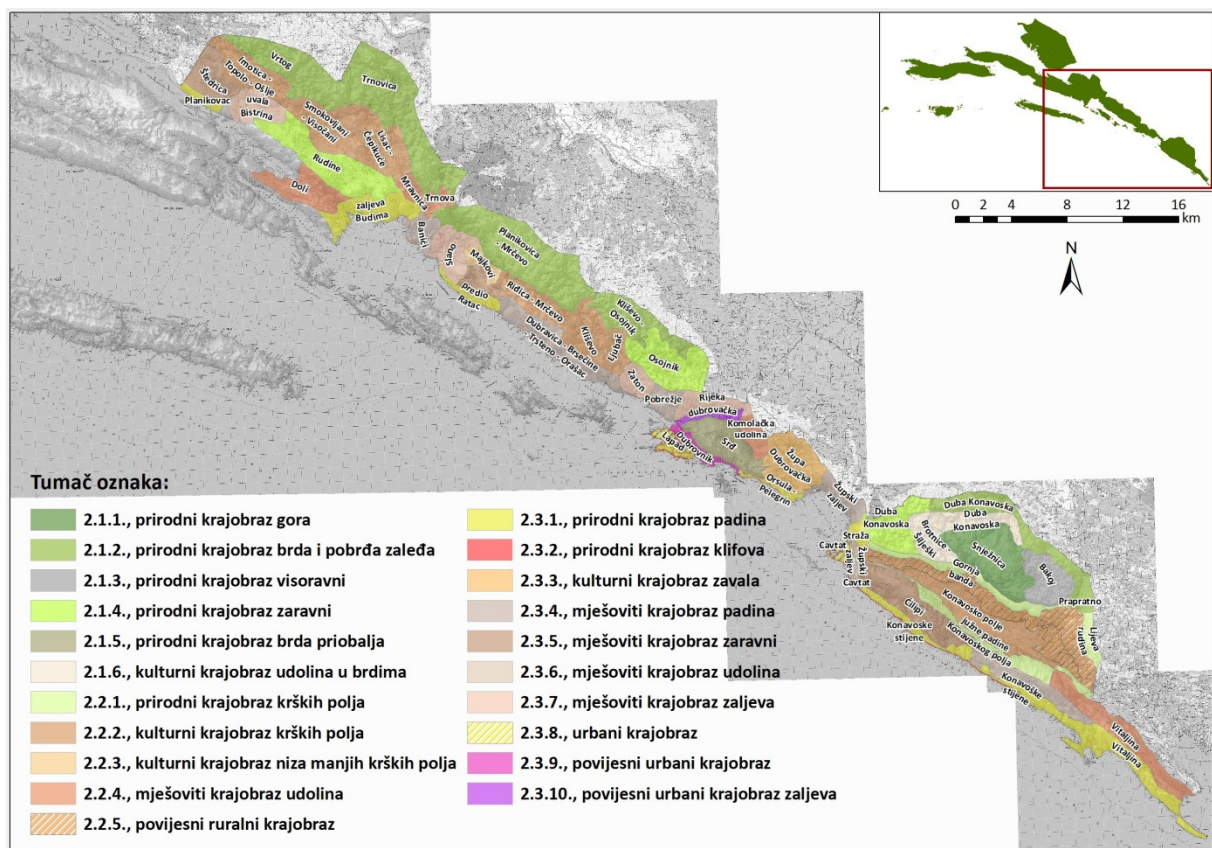 Vrtog
Imotica -
Topolo - Ošlje
Štedrica
Planikovac
uvala
Bistrina
Trnovica
Smokovljani
- Visočani
Lisac -
Čepikuće
Rudine
Doli
zaljeva
Budima
Mravnica
Trnova
Banići
Slano
Majkovi
Planikovica
- Mrčevo
predio
Ratac
Riđica - Mrčevo
Dubravica - Brsečine
- Trsteno - Orašac
Kliševo
Ljubač
Kliševo -
Osojnik
Osojnik
Zaton
Pobrežje
Rijeka
dubrovačka
Komolačka
udolina
Lapad
Dubrovnik
Srđ
Župa
Dubrovačka
Orsula -
Pelegrin
Župski
zaljev
Duba
Konavoska
Straža
Cavtat
Župski
zaljev
Cavtat
Duba Konavoska
Duba
Konavoska
Brotnice -
Šilješki
Snježnica
Bakoj
Gornja
banda
Prapratno
Lijeva
rudina
Konavosko polje
južne padine
Konavoskog polja
Čilipi
Konavoske
stijene
Konavoske
stijene
Vitaljina
Vitaljina
0 2 4 8 12 16
km
N
Tumač oznaka:
2.1.1., prirodni krajobraz gora
2.1.2., prirodni krajobraz brda i pobrđa zaleđa
2.1.3., prirodni krajobraz visoravni
2.1.4., prirodni krajobraz zaravni
2.1.5., prirodni krajobraz brda priobalja
2.1.6., kulturni krajobraz udolina u brdima
2.2.1., prirodni krajobraz krških polja
2.2.2., kulturni krajobraz krških polja
2.2.3., kulturni krajobraz niza manjih krških polja
2.2.4., mješoviti krajobraz udolina
2.2.5., povijesni ruralni krajobraz
2.3.1., prirodni krajobraz padina
2.3.2., prirodni krajobraz klifova
2.3.3., kulturni krajobraz zavala
2.3.4., mješoviti krajobraz padina
2.3.5., mješoviti krajobraz zaravni
2.3.6., mješoviti krajobraz udolina
2.3.7., mješoviti krajobraz zaljeva
2.3.8., urbani krajobraz
2.3.9., povijesni urbani krajobraz
2.3.10., povijesni urbani krajobraz zaljeva